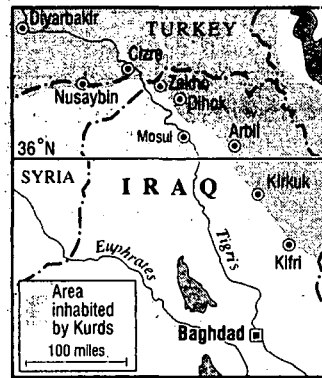 Diyarbakir
TURKEY
Cizre
Zakho
Nusaybin
Dihok
Mosul
Arbil
36°N
SYRIA
IRAQ
Kirkuk
Euphrates
Tigris
Kifri
Area
inhabited
by Kurds
100 miles
Baghdad